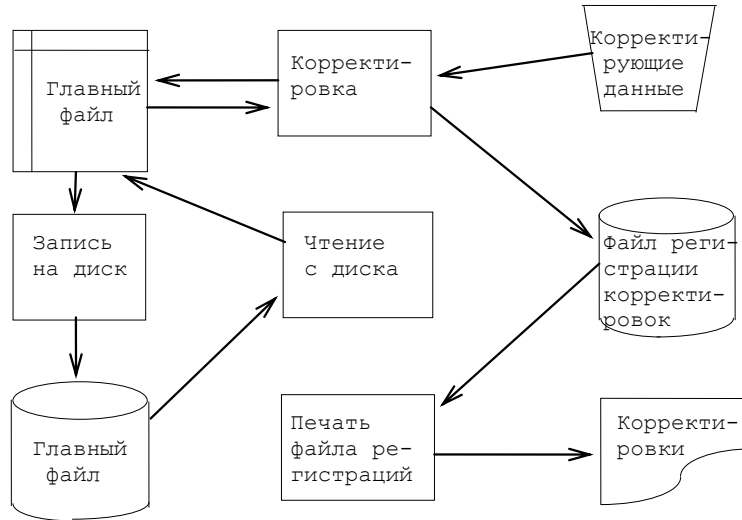 Главный
файл
Корректи-
ровка
Корректи-
рующие
данные
Запись
на диск
Чтение
с диска
Файл реги-
страции
корректи-
ровок
Главный
файл
Печать
файла ре-
гистраций
Корректи-
ровки